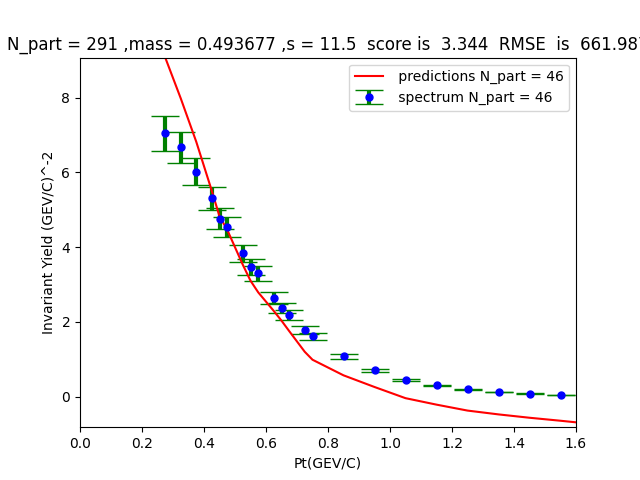 N_part = 291 ,mass = 0.493677 ,s = 11.5  score is  3.344  RMSE  is  661.987
predictions N_part = 46
spectrum N_part = 46
Invariant Yield (GEV/C)^-2
8
6
4
2
0
0.0 0.2 0.4 0.6 0.8 1.0 1.2 1.4 1.6
Pt(GEV/C)